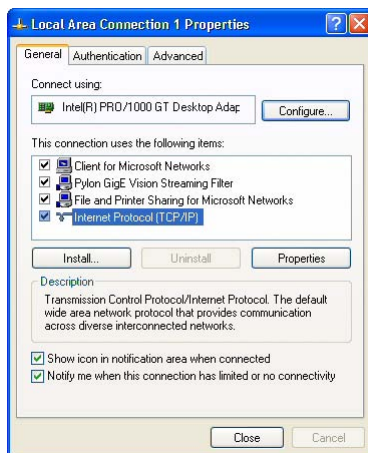 Local Area Connection 1 Properties
General Authentication Advanced
Connect using:
Intel(R) PRO/1000 GT Desktop Adap
Configure...
This connection uses the following items:
Client for Microsoft Networks
Pylon GigE Vision Streaming Filter
File and Printer Sharing for Microsoft Networks
Internet Protocol (TCP/IP)
Install... Uninstall Properties
Description
Transmission Control Protocol/Internet Protocol. The default
wide area network protocol that provides communication
across diverse interconnected networks.
Show icon in notification area when connected
Notify me when this connection has limited or no connectivity
Close Cancel